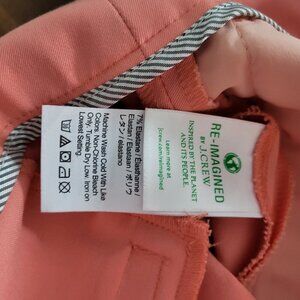 7% Elastane / Élasthanne /
Elastan / Elastaan / ポリウ
レタン / elastano
Machine Wash Cold With Like
Colors. Non-Chlorine Bleach
Only. Tumble Dry Low. Iron on
Lowest Setting.
RE-IMAGINED
BY J.CREW
INSPIRED BY THE PLANET
AND ITS PEOPLE.
Learn more at
jcrew.com/reimagined